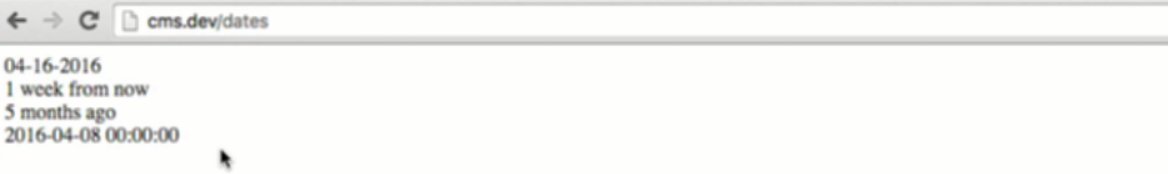 cms.dev/dates
04-16-2016
1 week from now
5 months ago
2016-04-08 00:00:00